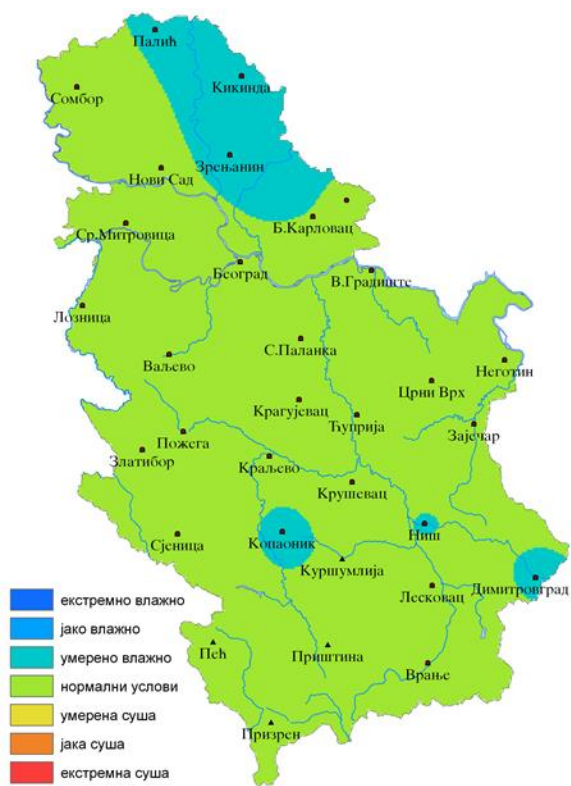 Палић
Кикинда
Сомбор
Зрењанин
Нови Сад
Б.Карловац
Ср.Митровица
Београд
В.Градиште
Лозница
С.Паланка
Ваљево
Неготин
Црни Врх
Крагујевац
Ћуприја
Зајечар
Пожега
Златибор
Краљево
Крушевац
Ниш
Копаоник
Сјеница
Куршумлија
Димитровград
Лесковац
Пећ
Приштина
Врање
Призрен
екстремно влажно
јако влажно
умерено влажно
нормални услови
умерена суша
јака суша
екстремна суша